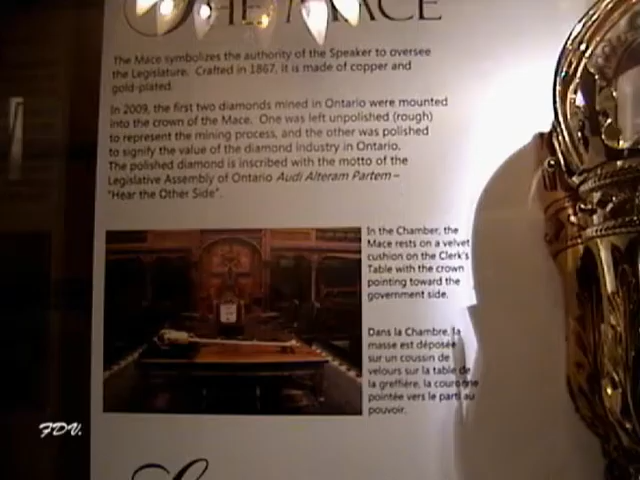 THE MACE
The Mace symbolizes the authority of the Speaker to oversee
the Legislature. Crafted in 1867, it is made of copper and
gold-plated.
In 2009, the first two diamonds mined in Ontario were mounted
into the crown of the Mace. One was left unpolished (rough)
to represent the mining process, and the other was polished
to signify the value of the diamond industry in Ontario.
The polished diamond is inscribed with the motto of the
Legislative Assembly of Ontario Audi Alteram Partem –
"Hear the Other Side".
In the Chamber, the
Mace rests on a velvet
cushion on the Clerk's
Table with the crown
pointing toward the
government side.
Dans la Chambre, la
masse est déposée
sur un coussin de
velours sur la table de
la greffière, la couronne
pointée vers le parti au
pouvoir.
FDV.